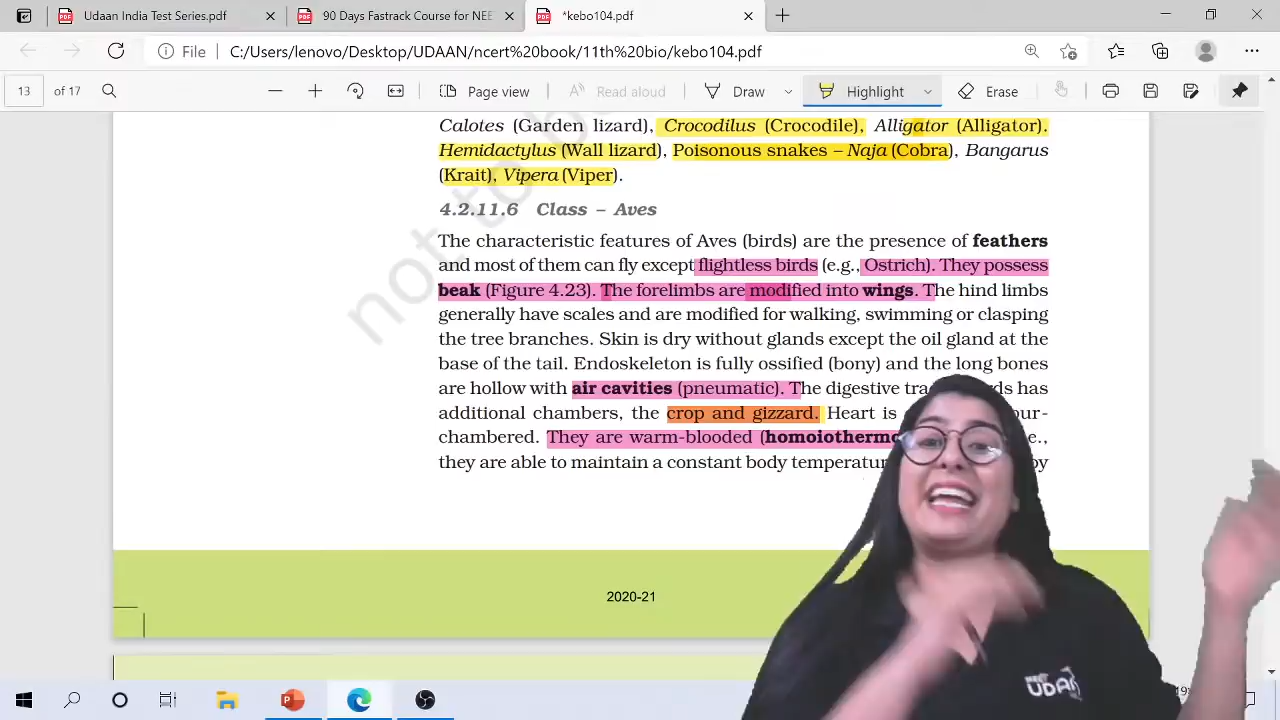 Udaan India Test Series.pdf
90 Days Fastrack Course for NEE
*kebo104.pdf
File C:/Users/lenovo/Desktop/UDAAN/ncert%20book/11th%20bio/kebo104.pdf
13 of 17 Page view Read aloud Draw Highlight Erase
Calotes (Garden lizard), Crocodilus (Crocodile), Alligator (Alligator).
Hemidactylus (Wall lizard), Poisonous snakes – Naja (Cobra), Bangarus
(Krait), Vipera (Viper).
4.2.11.6 Class – Aves
The characteristic features of Aves (birds) are the presence of feathers
and most of them can fly except flightless birds (e.g., Ostrich). They possess
beak (Figure 4.23). The forelimbs are modified into wings. The hind limbs
generally have scales and are modified for walking, swimming or clasping
the tree branches. Skin is dry without glands except the oil gland at the
base of the tail. Endoskeleton is fully ossified (bony) and the long bones
are hollow with air cavities (pneumatic). The digestive
additional chambers, the crop and gizzard. Heart is
chambered. They are warm-blooded
they are able to maintain a constant body by
not to be
2020-21
UDAAN